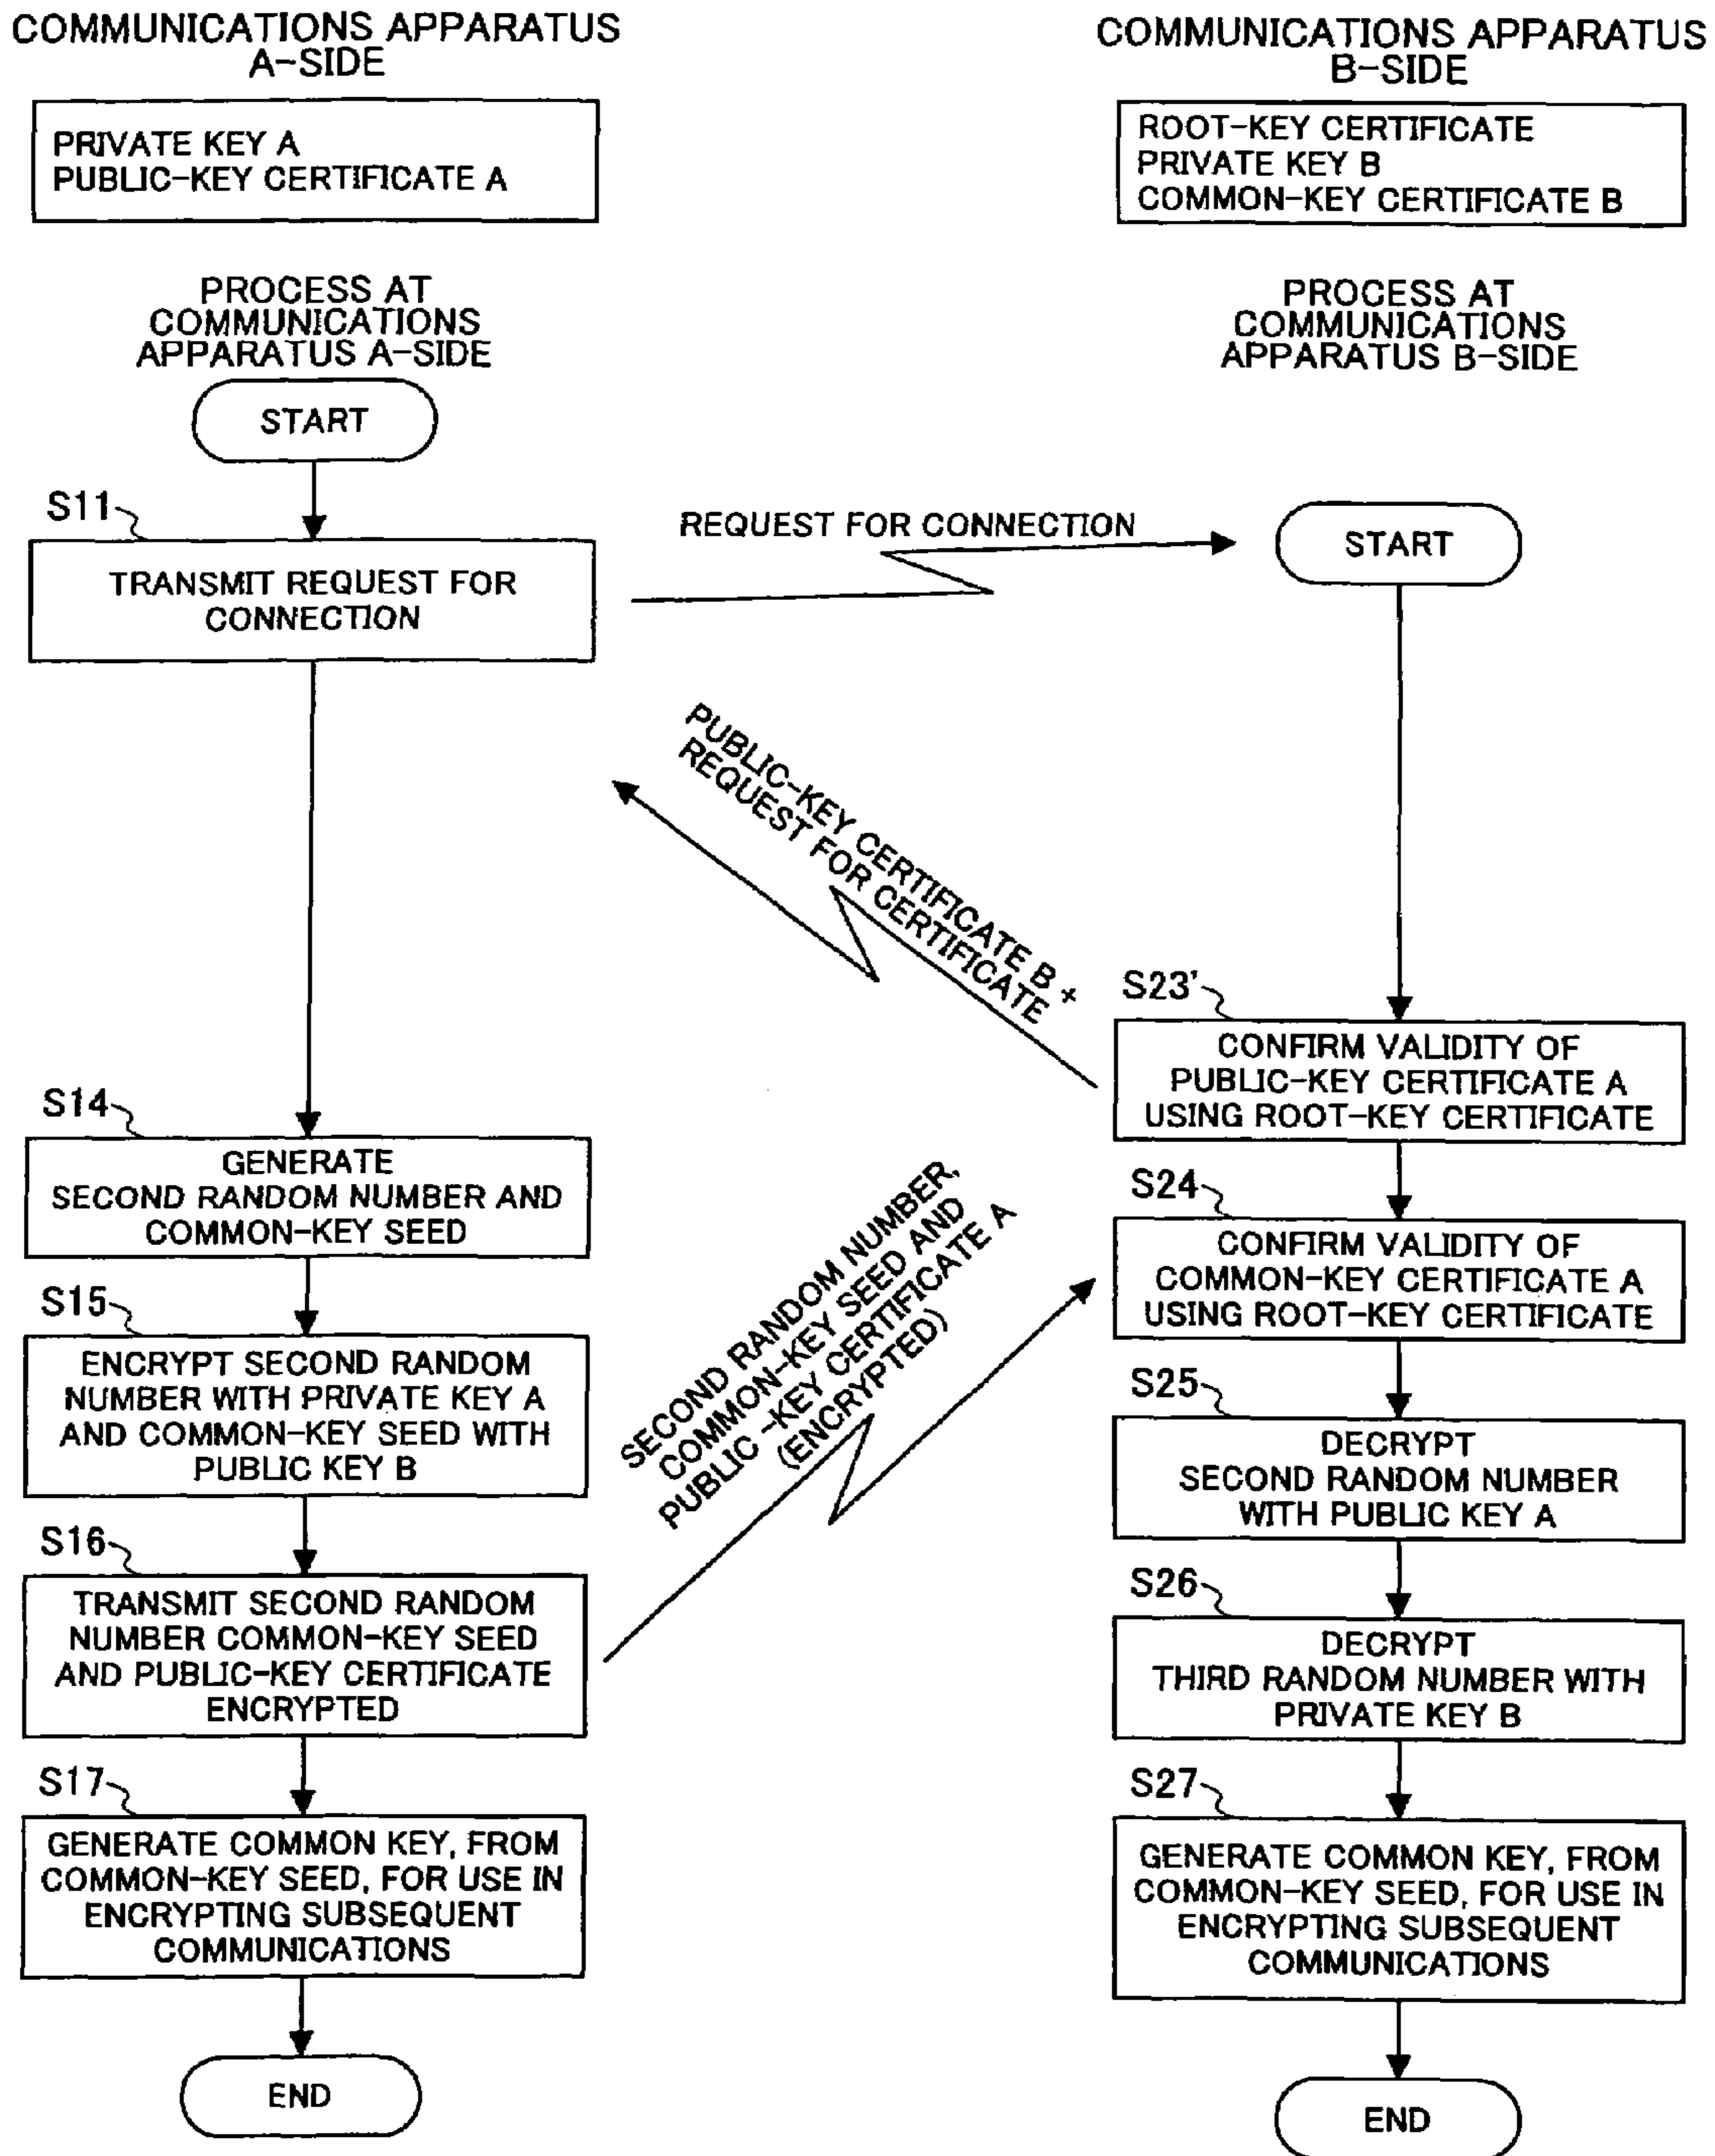 COMMUNICATIONS APPARATUS
A-SIDE
PRIVATE KEY A
PUBLIC-KEY CERTIFICATE A
PROCESS AT
COMMUNICATIONS
APPARATUS A-SIDE
START
S11
TRANSMIT REQUEST FOR
CONNECTION
S14
GENERATE
SECOND RANDOM NUMBER AND
COMMON-KEY SEED
S15
ENCRYPT SECOND RANDOM
NUMBER WITH PRIVATE KEY A
AND COMMON-KEY SEED WITH
PUBLIC KEY B
S16
TRANSMIT SECOND RANDOM
NUMBER COMMON-KEY SEED
AND PUBLIC-KEY CERTIFICATE
ENCRYPTED
S17
GENERATE COMMON KEY, FROM
COMMON-KEY SEED, FOR USE IN
ENCRYPTING SUBSEQUENT
COMMUNICATIONS
END
REQUEST FOR CONNECTION
PUBLIC-KEY CERTIFICATE B +
REQUEST FOR CERTIFICATE
SECOND RANDOM NUMBER,
COMMON-KEY SEED AND
PUBLIC -KEY CERTIFICATE A
(ENCRYPTED)
COMMUNICATIONS APPARATUS
B-SIDE
ROOT-KEY CERTIFICATE
PRIVATE KEY B
COMMON-KEY CERTIFICATE B
PROCESS AT
COMMUNICATIONS
APPARATUS B-SIDE
START
S23'
CONFIRM VALIDITY OF
PUBLIC-KEY CERTIFICATE A
USING ROOT-KEY CERTIFICATE
S24
CONFIRM VALIDITY OF
COMMON-KEY CERTIFICATE A
USING ROOT-KEY CERTIFICATE
S25
DECRYPT
SECOND RANDOM NUMBER
WITH PUBLIC KEY A
S26
DECRYPT
THIRD RANDOM NUMBER WITH
PRIVATE KEY B
S27
GENERATE COMMON KEY, FROM
COMMON-KEY SEED, FOR USE IN
ENCRYPTING SUBSEQUENT
COMMUNICATIONS
END